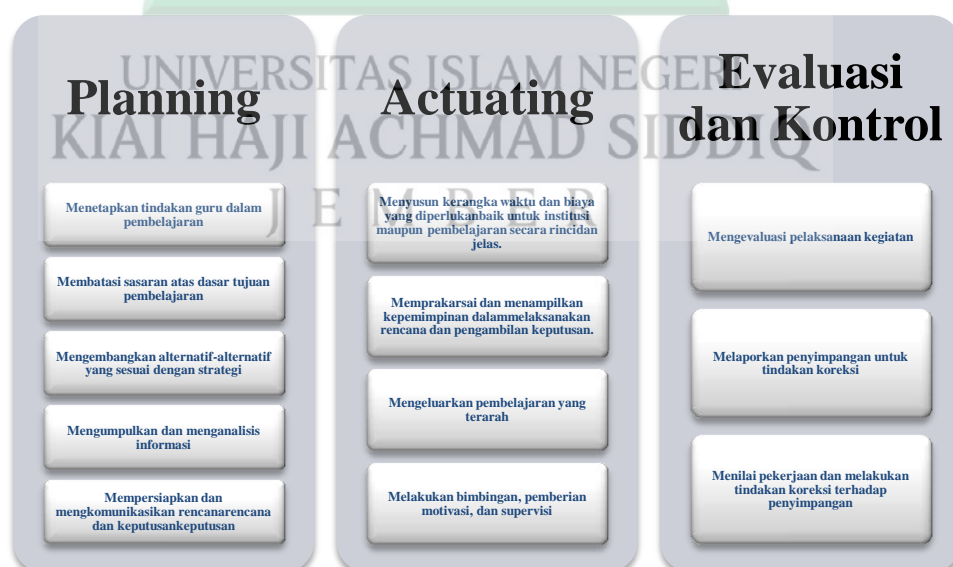 UNIVERSITAS ISLAM NEGERI
KIAI HAJI ACHMAD SIDDIQ
J E M B E R
Planning
Menetapkan tindakan guru dalam
pembelajaran
Membatasi sasaran atas dasar tujuan
pembelajaran
Mengembangkan alternatif-alternatif
yang sesuai dengan strategi
Mengumpulkan dan menganalisis
informasi
Mempersiapkan dan
mengkomunikasikan rencanarencana
dan keputusankeputusan
Actuating
Menyusun kerangka waktu dan biaya
yang diperlukanbaik untuk institusi
maupun pembelajaran secara rincidan
jelas.
Memprakarsai dan menampilkan
kepemimpinan dalammelaksanakan
rencana dan pengambilan keputusan.
Mengeluarkan pembelajaran yang
terarah
Melakukan bimbingan, pemberian
motivasi, dan supervisi
Evaluasi
dan Kontrol
Mengevaluasi pelaksanaan kegiatan
Melaporkan penyimpangan untuk
tindakan koreksi
Menilai pekerjaan dan melakukan
tindakan koreksi terhadap
penyimpangan